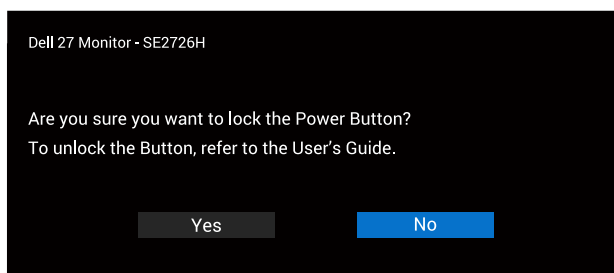 Dell 27 Monitor - SE2726H
Are you sure you want to lock the Power Button?
To unlock the Button, refer to the User’s Guide.
Yes
No